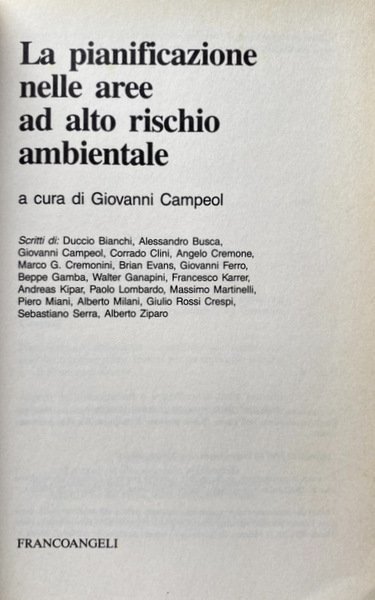 La pianificazione
nelle aree
ad alto rischio
ambientale
a cura di Giovanni Campeol
Scritti di: Duccio Bianchi, Alessandro Busca,
Giovanni Campeol, Corrado Clini, Angelo Cremone,
Marco G. Cremonini, Brian Evans, Giovanni Ferro,
Beppe Gamba, Walter Ganapini, Francesco Karrer,
Andreas Kipar, Paolo Lombardo, Massimo Martinelli,
Piero Miani, Alberto Milani, Giulio Rossi Crespi,
Sebastiano Serra, Alberto Ziparo
FRANCOANGELI